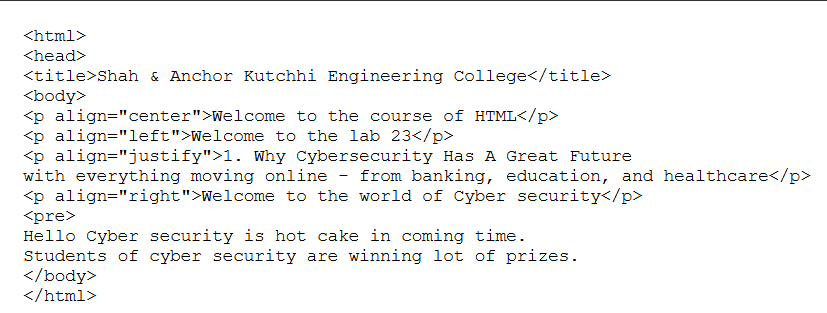 <html>
<head>
<title>Shah & Anchor Kutchhi Engineering College</title>
<body>
<p align="center">Welcome to the course of HTML</p>
<p align="left">Welcome to the lab 23</p>
<p align="justify">1. Why Cybersecurity Has A Great Future
with everything moving online – from banking, education, and healthcare</p>
<p align="right">Welcome to the world of Cyber security</p>
<pre>
Hello Cyber security is hot cake in coming time.
Students of cyber security are winning lot of prizes.
</body>
</html>